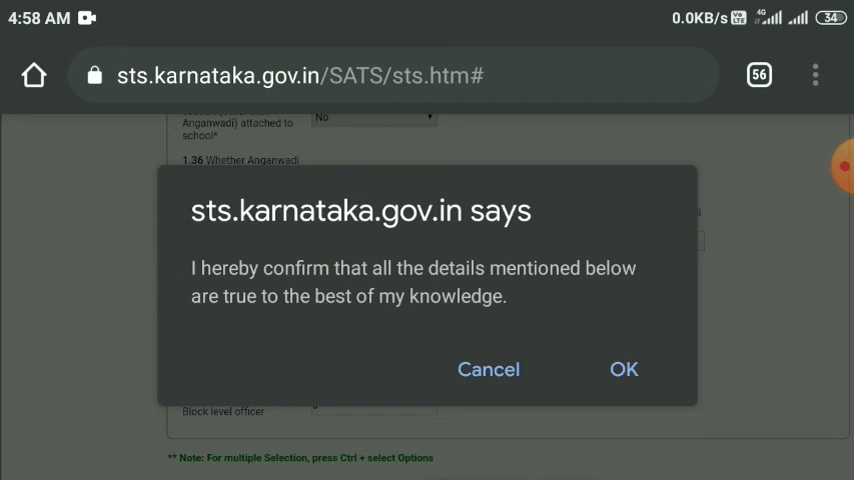 4:58 AM
0.0KB/s Vo LTE 4G 34
sts.karnataka.gov.in/SATS/sts.htm#
56
Anganwadi) attached to
school*
No
1.36 Whether Anganwadi
sts.karnataka.gov.in says
I hereby confirm that all the details mentioned below
are true to the best of my knowledge.
Cancel OK
Block level officer
** Note: For multiple Selection, press Ctrl + select Options